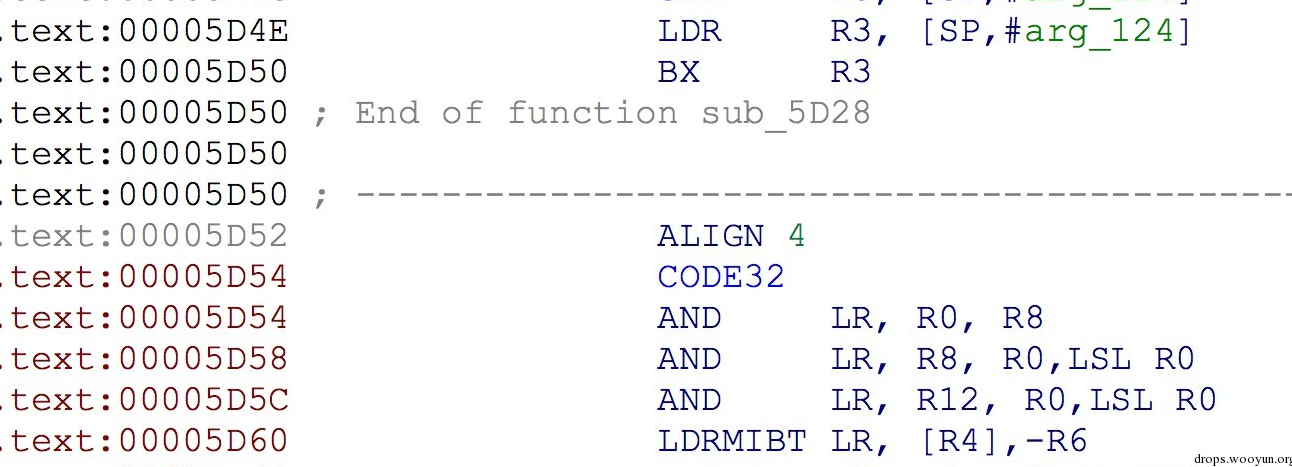 .text:00005D4E LDR R3, [SP,#arg_124]
.text:00005D50 BX R3
.text:00005D50 ; End of function sub_5D28
.text:00005D50
.text:00005D50 ; --------------------------------------------
.text:00005D52 ALIGN 4
.text:00005D54 CODE32
.text:00005D54 AND LR, R0, R8
.text:00005D58 AND LR, R8, R0,LSL R0
.text:00005D5C AND LR, R12, R0,LSL R0
.text:00005D60 LDRMIBT LR, [R4],-R6
drops.wooyun.org